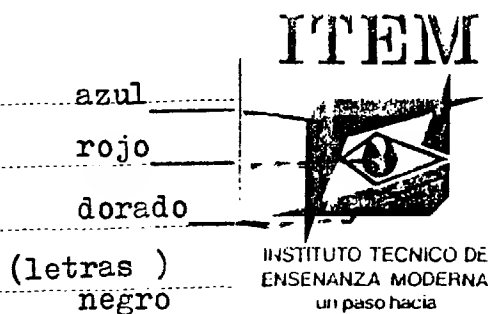 ITEM
azul
rojo
dorado
(letras )
negro
INSTITUTO TECNICO DE
ENSENANZA MODERNA
un paso hacia